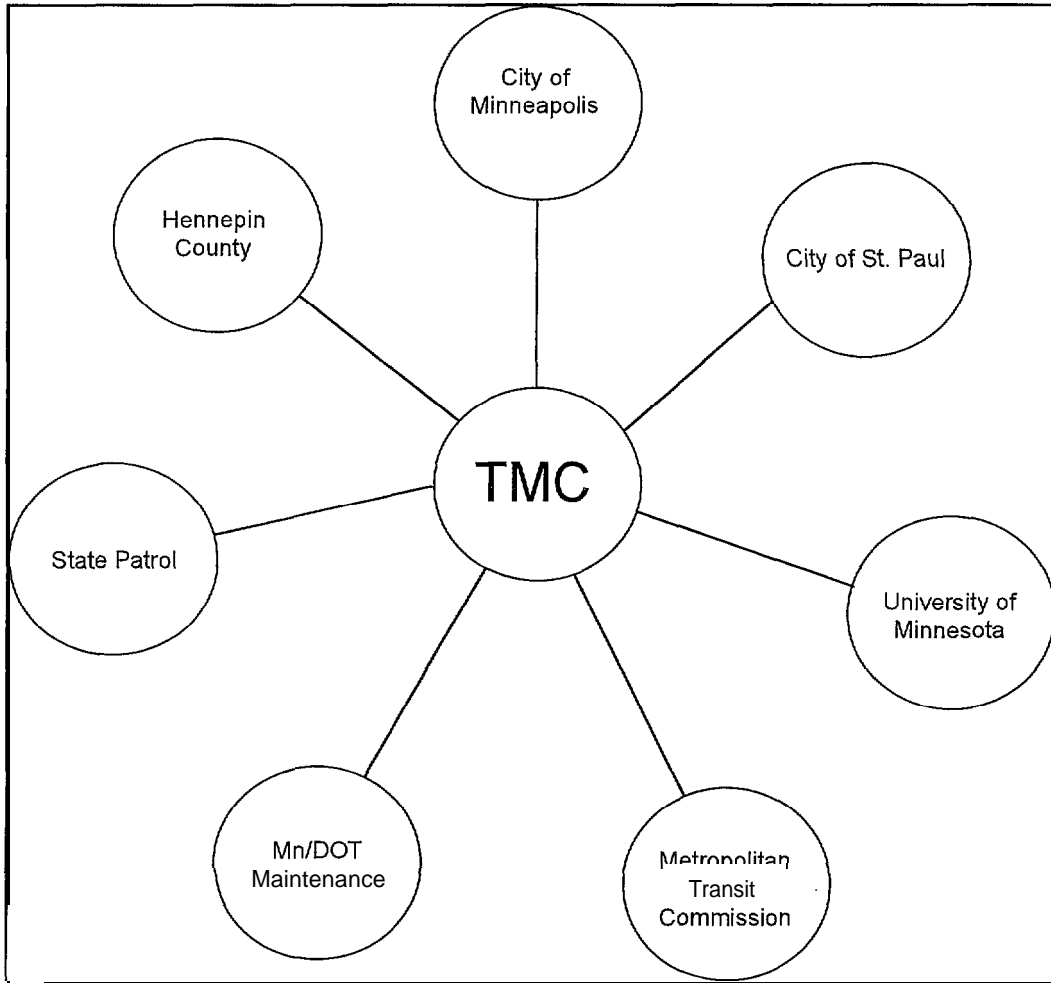 City of
Minneapolis
Hennepin
County
City of St. Paul
TMC
State Patrol
University of
Minnesota
Mn/DOT
Maintenance
Metropolitan
Transit
Commission